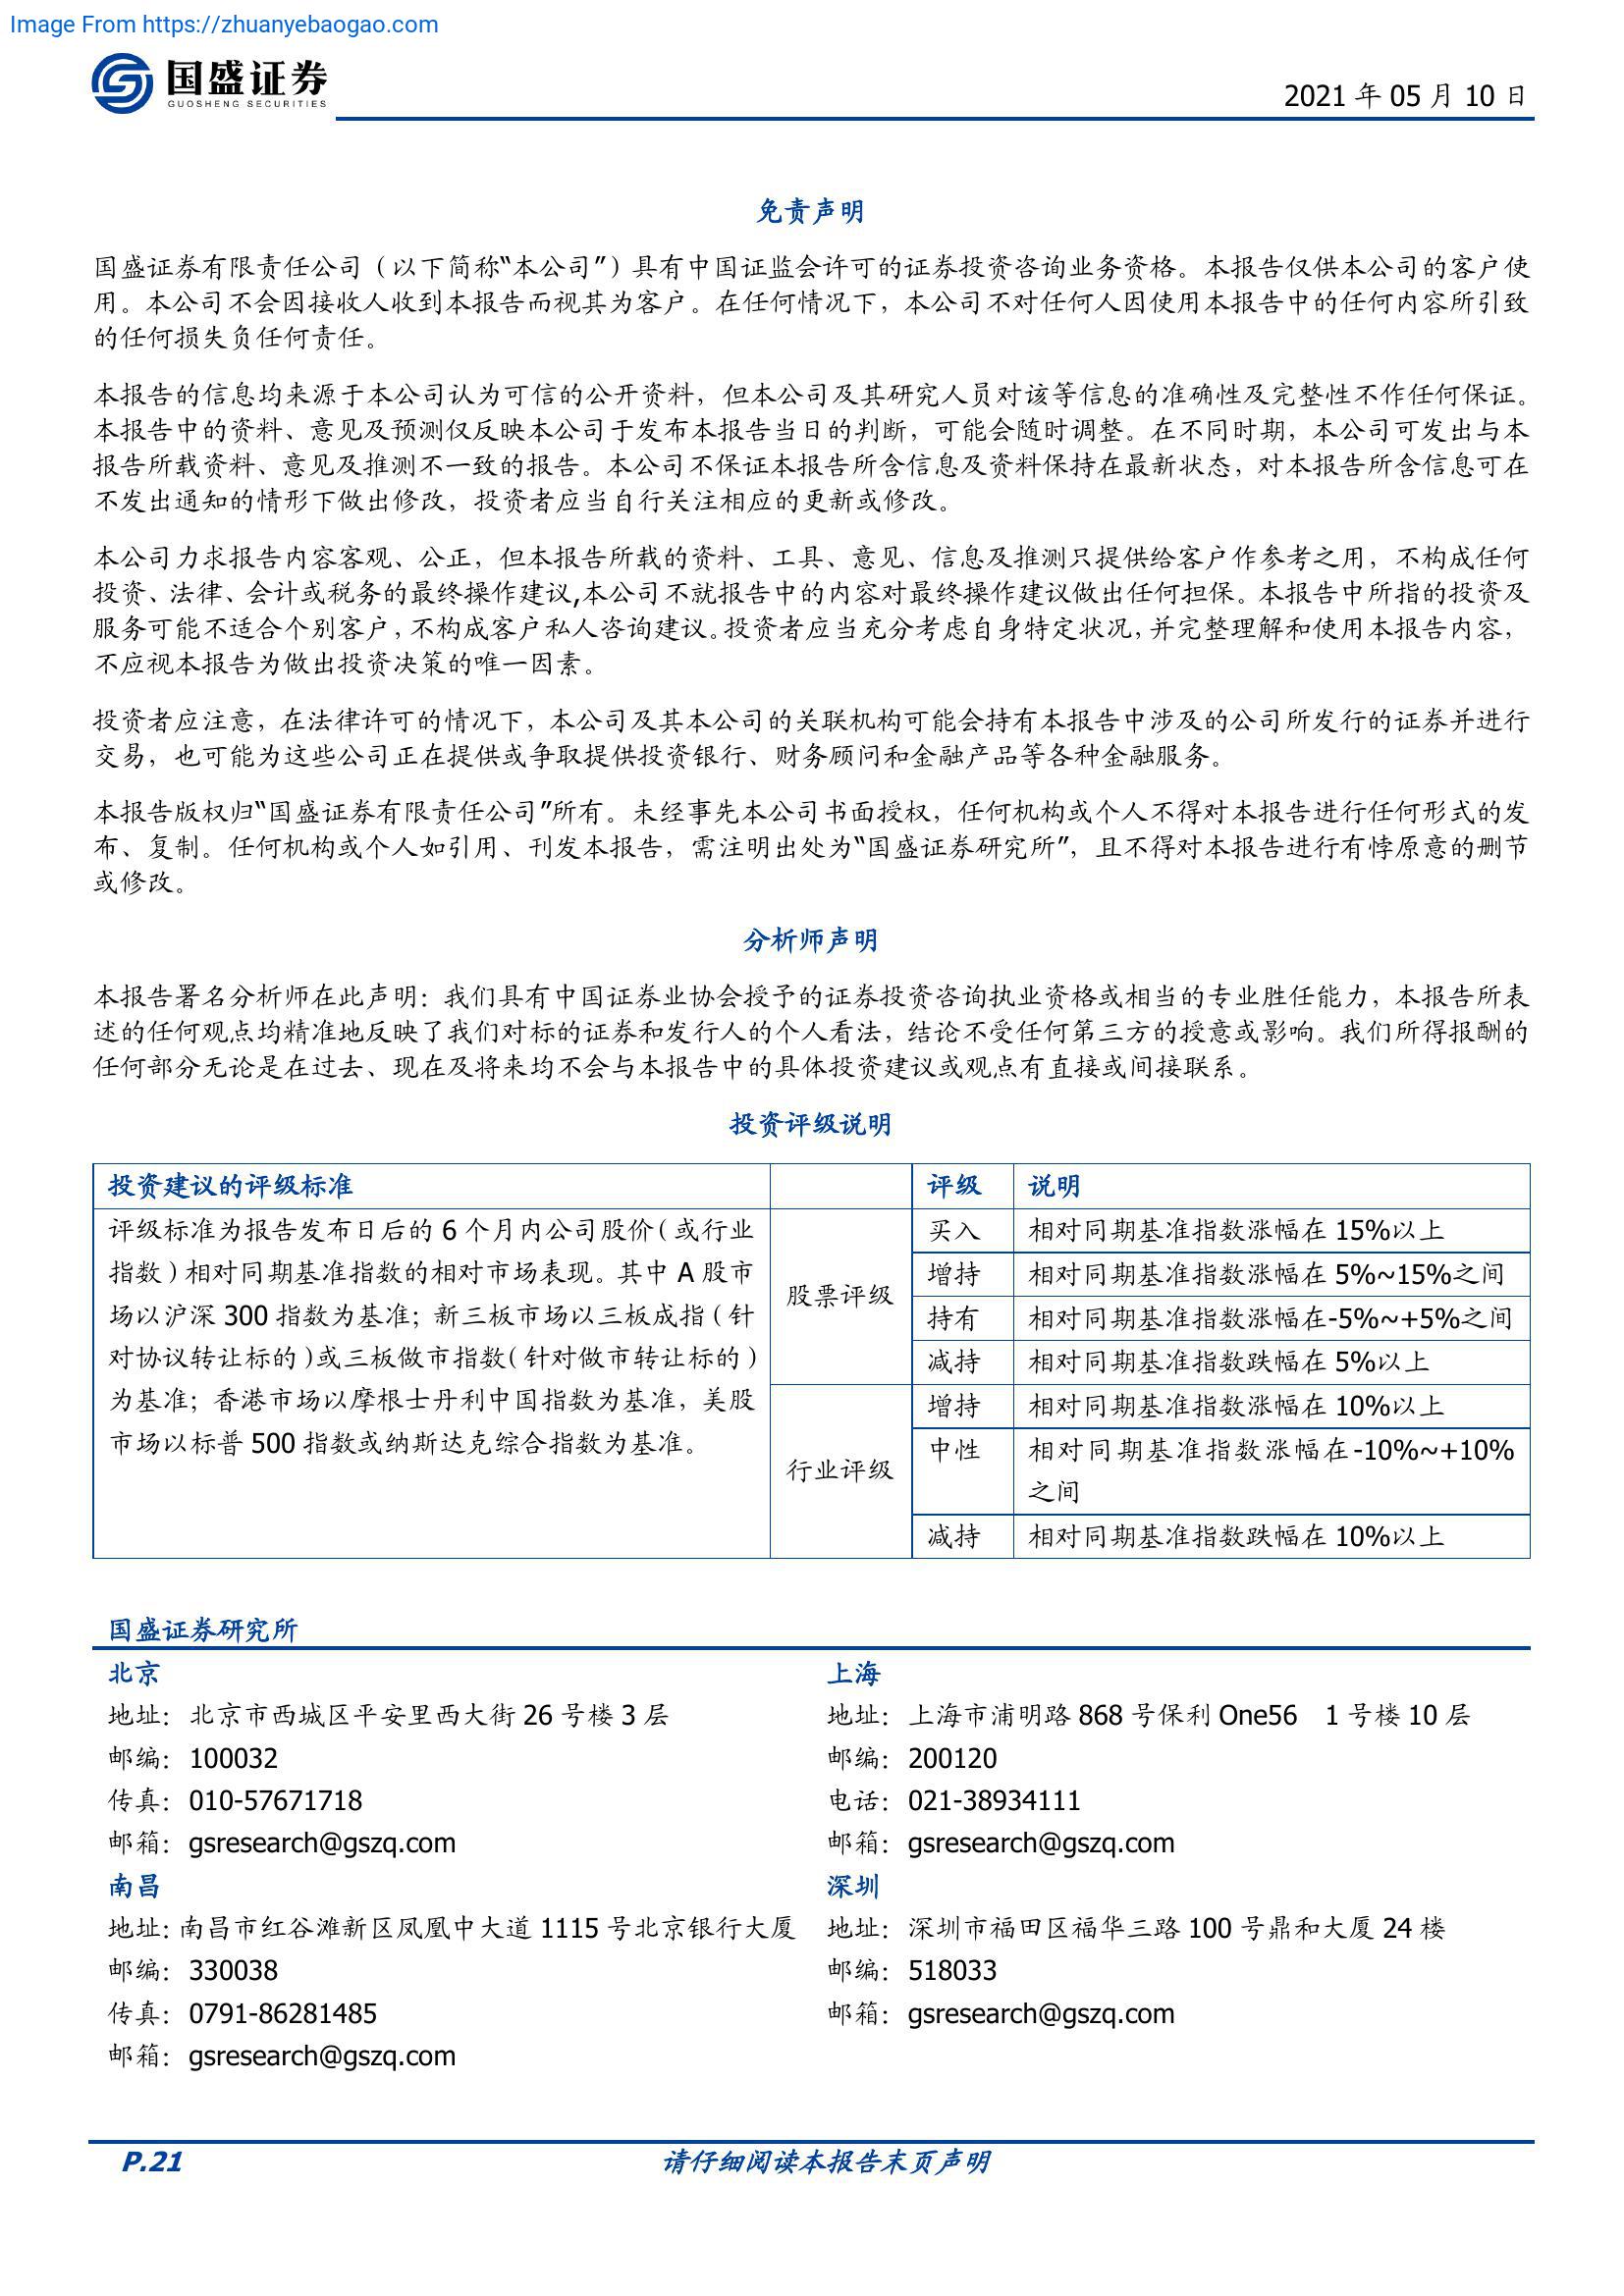 Image From https://zhuanyebaogao.com
国盛证券
GUOSHENG SECURITIES
2021 年 05 月 10 日
免责声明
国盛证券有限责任公司（以下简称“本公司”）具有中国证监会许可的证券投资咨询业务资格。本报告仅供本公司的客户使
用。本公司不会因接收人收到本报告而视其为客户。在任何情况下，本公司不对任何人因使用本报告中的任何内容所引致
的任何损失负任何责任。
本报告的信息均来源于本公司认为可信的公开资料，但本公司及其研究人员对该等信息的准确性及完整性不作任何保证。
本报告中的资料、意见及预测仅反映本公司于发布本报告当日的判断，可能会随时调整。在不同时期，本公司可发出与本
报告所载资料、意见及推测不一致的报告。本公司不保证本报告所含信息及资料保持在最新状态，对本报告所含信息可在
不发出通知的情形下做出修改，投资者应当自行关注相应的更新或修改。
本公司力求报告内容客观、公正，但本报告所载的资料、工具、意见、信息及推测只提供给客户作参考之用，不构成任何
投资、法律、会计或税务的最终操作建议,本公司不就报告中的内容对最终操作建议做出任何担保。本报告中所指的投资及
服务可能不适合个别客户，不构成客户私人咨询建议。投资者应当充分考虑自身特定状况，并完整理解和使用本报告内容，
不应视本报告为做出投资决策的唯一因素。
投资者应注意，在法律许可的情况下，本公司及其本公司的关联机构可能会持有本报告中涉及的公司所发行的证券并进行
交易，也可能为这些公司正在提供或争取提供投资银行、财务顾问和金融产品等各种金融服务。
本报告版权归“国盛证券有限责任公司”所有。未经事先本公司书面授权，任何机构或个人不得对本报告进行任何形式的发
布、复制。任何机构或个人如引用、刊发本报告，需注明出处为“国盛证券研究所”，且不得对本报告进行有悖原意的删节
或修改。
分析师声明
本报告署名分析师在此声明：我们具有中国证券业协会授予的证券投资咨询执业资格或相当的专业胜任能力，本报告所表
述的任何观点均精准地反映了我们对标的证券和发行人的个人看法，结论不受任何第三方的授意或影响。我们所得报酬的
任何部分无论是在过去、现在及将来均不会与本报告中的具体投资建议或观点有直接或间接联系。
投资评级说明
投资建议的评级标准 评级 说明
评级标准为报告发布日后的 6 个月内公司股价（或行业
指数）相对同期基准指数的相对市场表现。其中 A 股市
场以沪深 300 指数为基准；新三板市场以三板成指（针
对协议转让标的）或三板做市指数（针对做市转让标的）
为基准；香港市场以摩根士丹利中国指数为基准，美股
市场以标普 500 指数或纳斯达克综合指数为基准。
股票评级
买入 相对同期基准指数涨幅在 15%以上
增持 相对同期基准指数涨幅在 5%~15%之间
持有 相对同期基准指数涨幅在-5%~+5%之间
减持 相对同期基准指数跌幅在 5%以上
行业评级
增持 相对同期基准指数涨幅在 10%以上
中性 相对同期基准指数涨幅在-10%~+10%
之间
减持 相对同期基准指数跌幅在 10%以上
国盛证券研究所
北京
地址：北京市西城区平安里西大街 26 号楼 3 层
邮编：100032
传真：010-57671718
邮箱：gsresearch@gszq.com
上海
地址：上海市浦明路 868 号保利 One56 1 号楼 10 层
邮编：200120
电话：021-38934111
邮箱：gsresearch@gszq.com
南昌
地址：南昌市红谷滩新区凤凰中大道 1115 号北京银行大厦
邮编：330038
传真：0791-86281485
邮箱：gsresearch@gszq.com
深圳
地址：深圳市福田区福华三路 100 号鼎和大厦 24 楼
邮编：518033
邮箱：gsresearch@gszq.com
P.21
请仔细阅读本报告末页声明